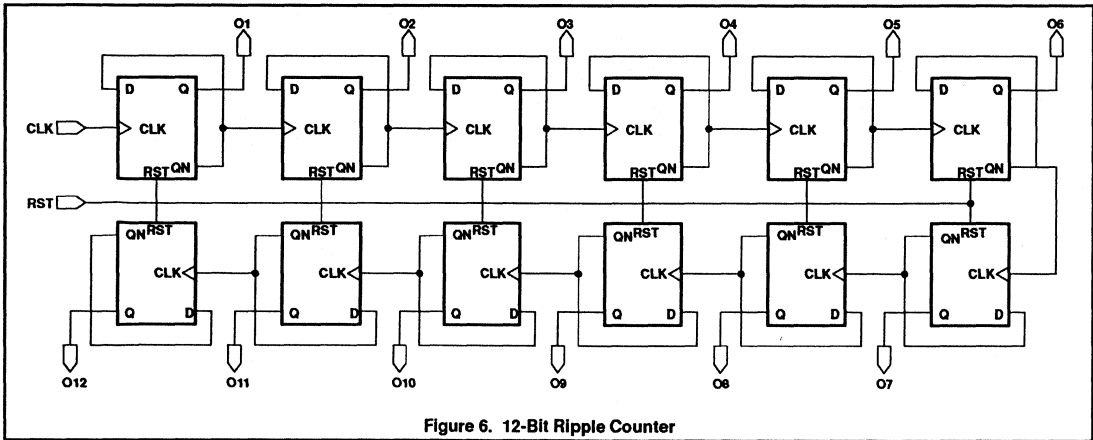 O1 O2 O3 O4 O5 O6
D Q D Q D Q D Q D Q D Q
CLK CLK CLK CLK CLK CLK CLK
RST QN RST QN RST QN RST QN RST QN RST QN
RST
QN RST QN RST QN RST QN RST QN RST QN RST
CLK CLK CLK CLK CLK CLK
Q D Q D Q D Q D Q D Q D
O12 O11 O10 O9 O8 O7
Figure 6. 12-Bit Ripple Counter